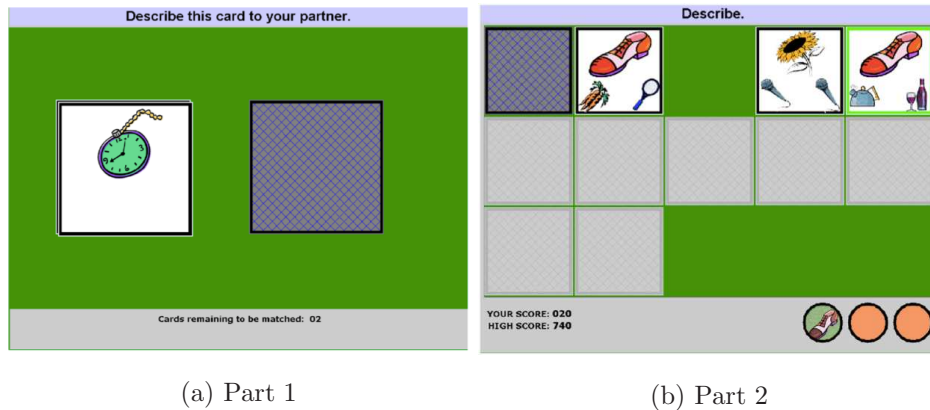 Describe this card to your partner.
Cards remaining to be matched: 02
(a) Part 1
Describe.
YOUR SCORE: 020
HIGH SCORE: 740
(b) Part 2